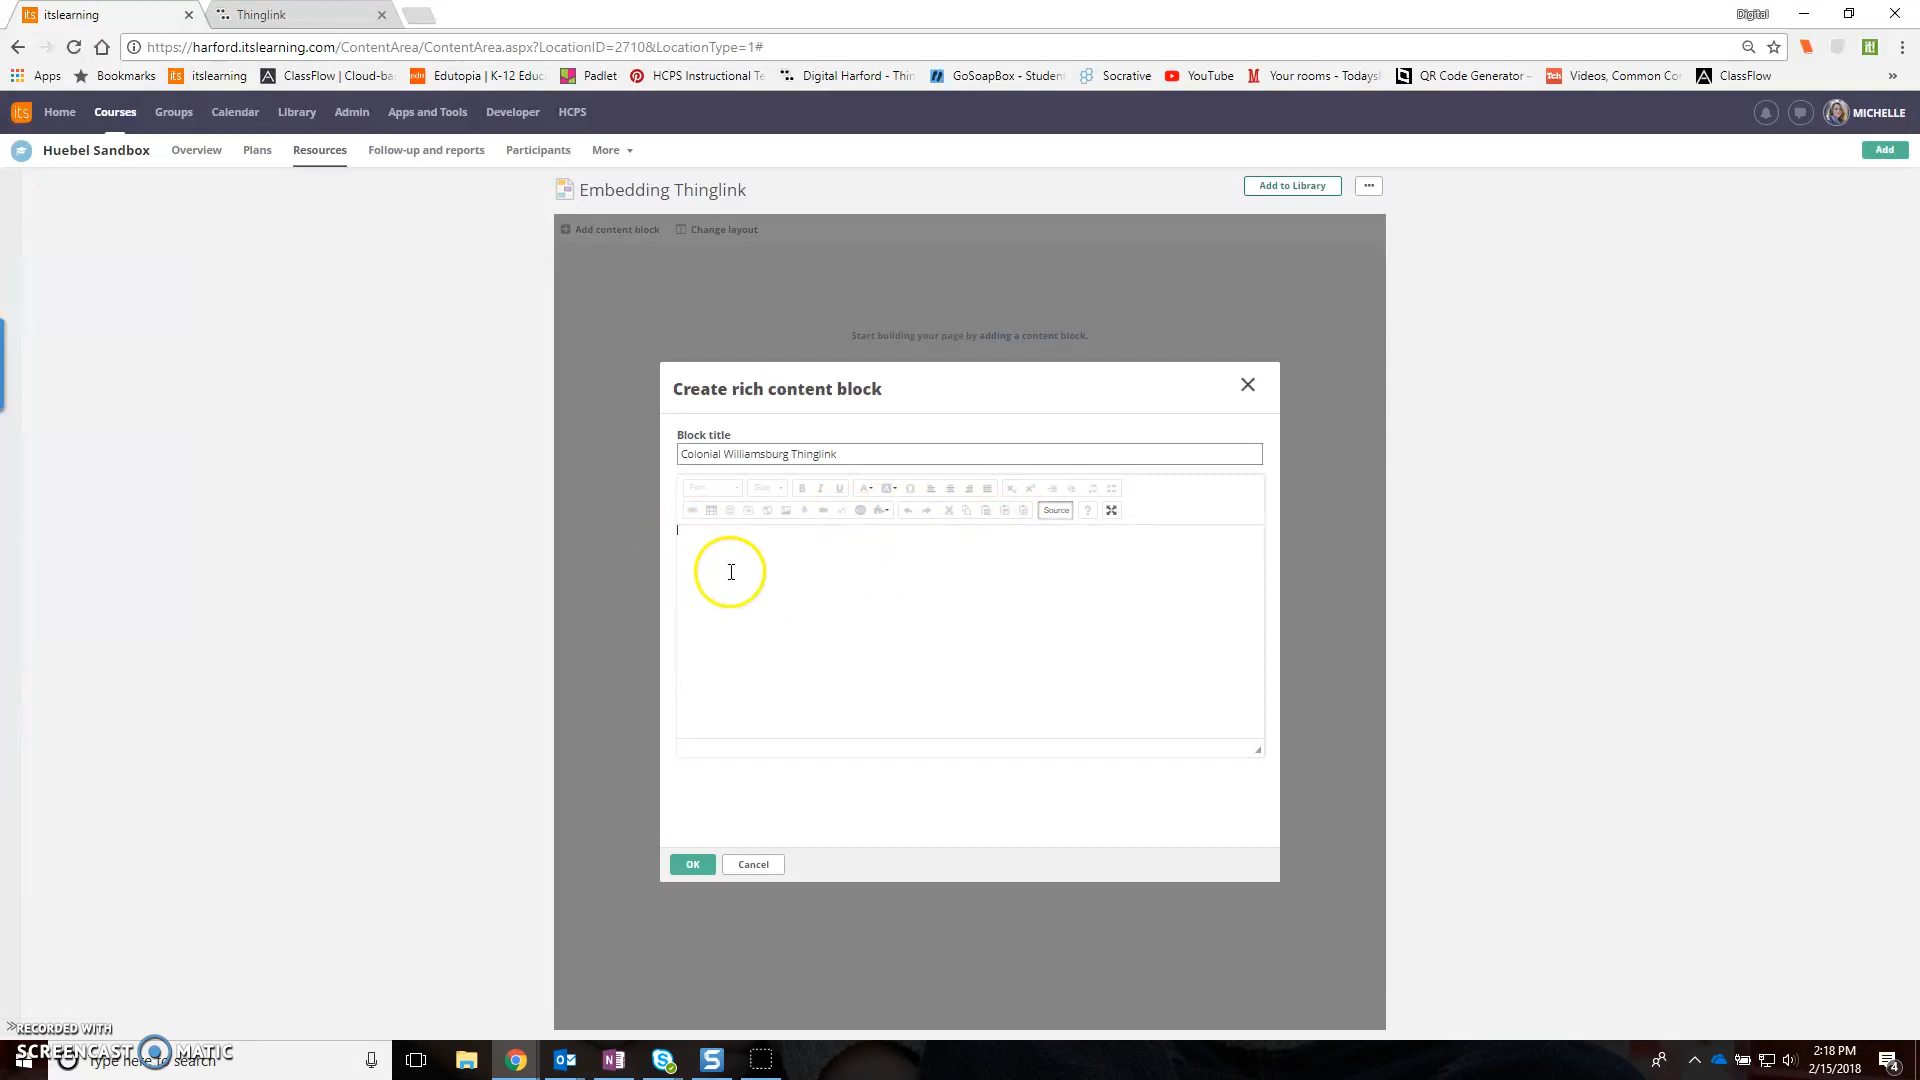 itslearning
Thinglink
Digital
https://harford.itslearning.com/ContentArea/ContentArea.aspx?LocationID=2710&LocationType=1#
Apps
Bookmarks
itslearning
ClassFlow | Cloud-ba
Edutopia | K-12 Educ
Padlet
HCPS Instructional Te
Digital Harford - Thin
GoSoapBox - Student
Socrative
YouTube
Your rooms - Todays
QR Code Generator -
Videos, Common Cor
ClassFlow
its Home Courses Groups Calendar Library Admin Apps and Tools Developer HCPS MICHELLE
Huebel Sandbox Overview Plans Resources Follow-up and reports Participants More Add
Embedding Thinglink
Add to Library
Add content block Change layout
Start building your page by adding a content block.
Create rich content block
Block title
Colonial Williamsburg Thinglink
Font Size B I U
Source ?
OK Cancel
RECORDED WITH
SCREENCAST MATIC
Type here to search
2:18 PM
2/15/2018
4